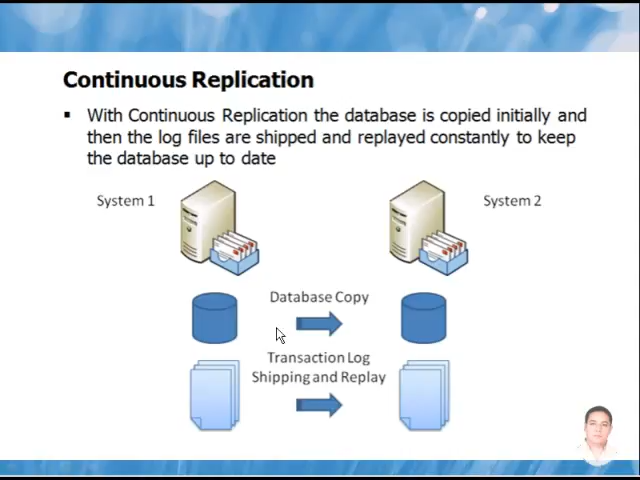 Continuous Replication
▪ With Continuous Replication the database is copied initially and
then the log files are shipped and replayed constantly to keep
the database up to date
System 1
System 2
Database Copy
Transaction Log
Shipping and Replay